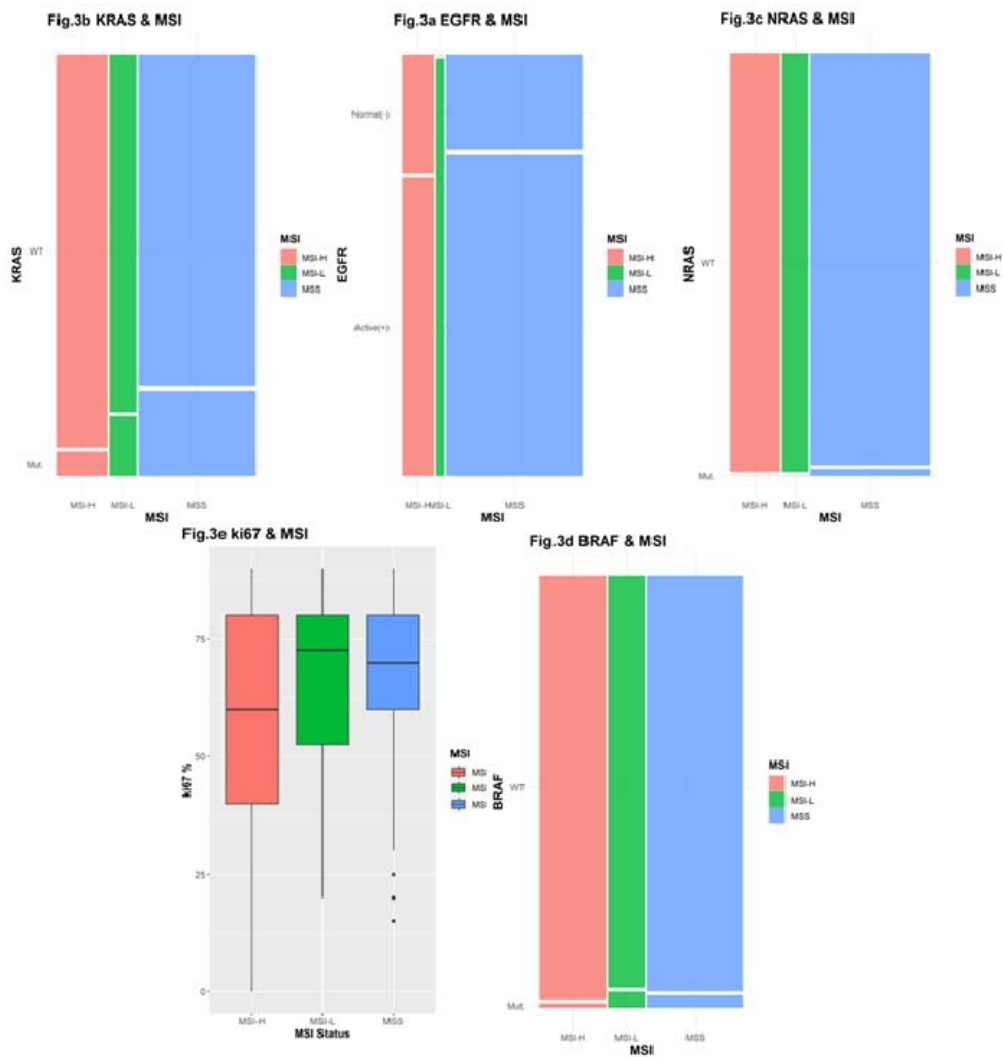 Fig.3b KRAS & MSI
KRAS
WT
Mut.
MSI-H
MSI-L
MSS
MSI
MSI
MSI-H
MSI-L
MSS
Fig.3a EGFR & MSI
EGFR
Normal(-)
Active(+)
MSI-H
MSI-L
MSS
MSI
MSI
MSI-H
MSI-L
MSS
Fig.3c NRAS & MSI
NRAS
WT
Mut.
MSI-H
MSI-L
MSS
MSI
MSI
MSI-H
MSI-L
MSS
Fig.3e ki67 & MSI
ki67 %
75
50
25
0
MSI-H
MSI-L
MSS
MSI Status
MSI
MSI
MSI
MSI
Fig.3d BRAF & MSI
BRAF
WT
Mut.
MSI-H
MSI-L
MSS
MSI
MSI
MSI-H
MSI-L
MSS